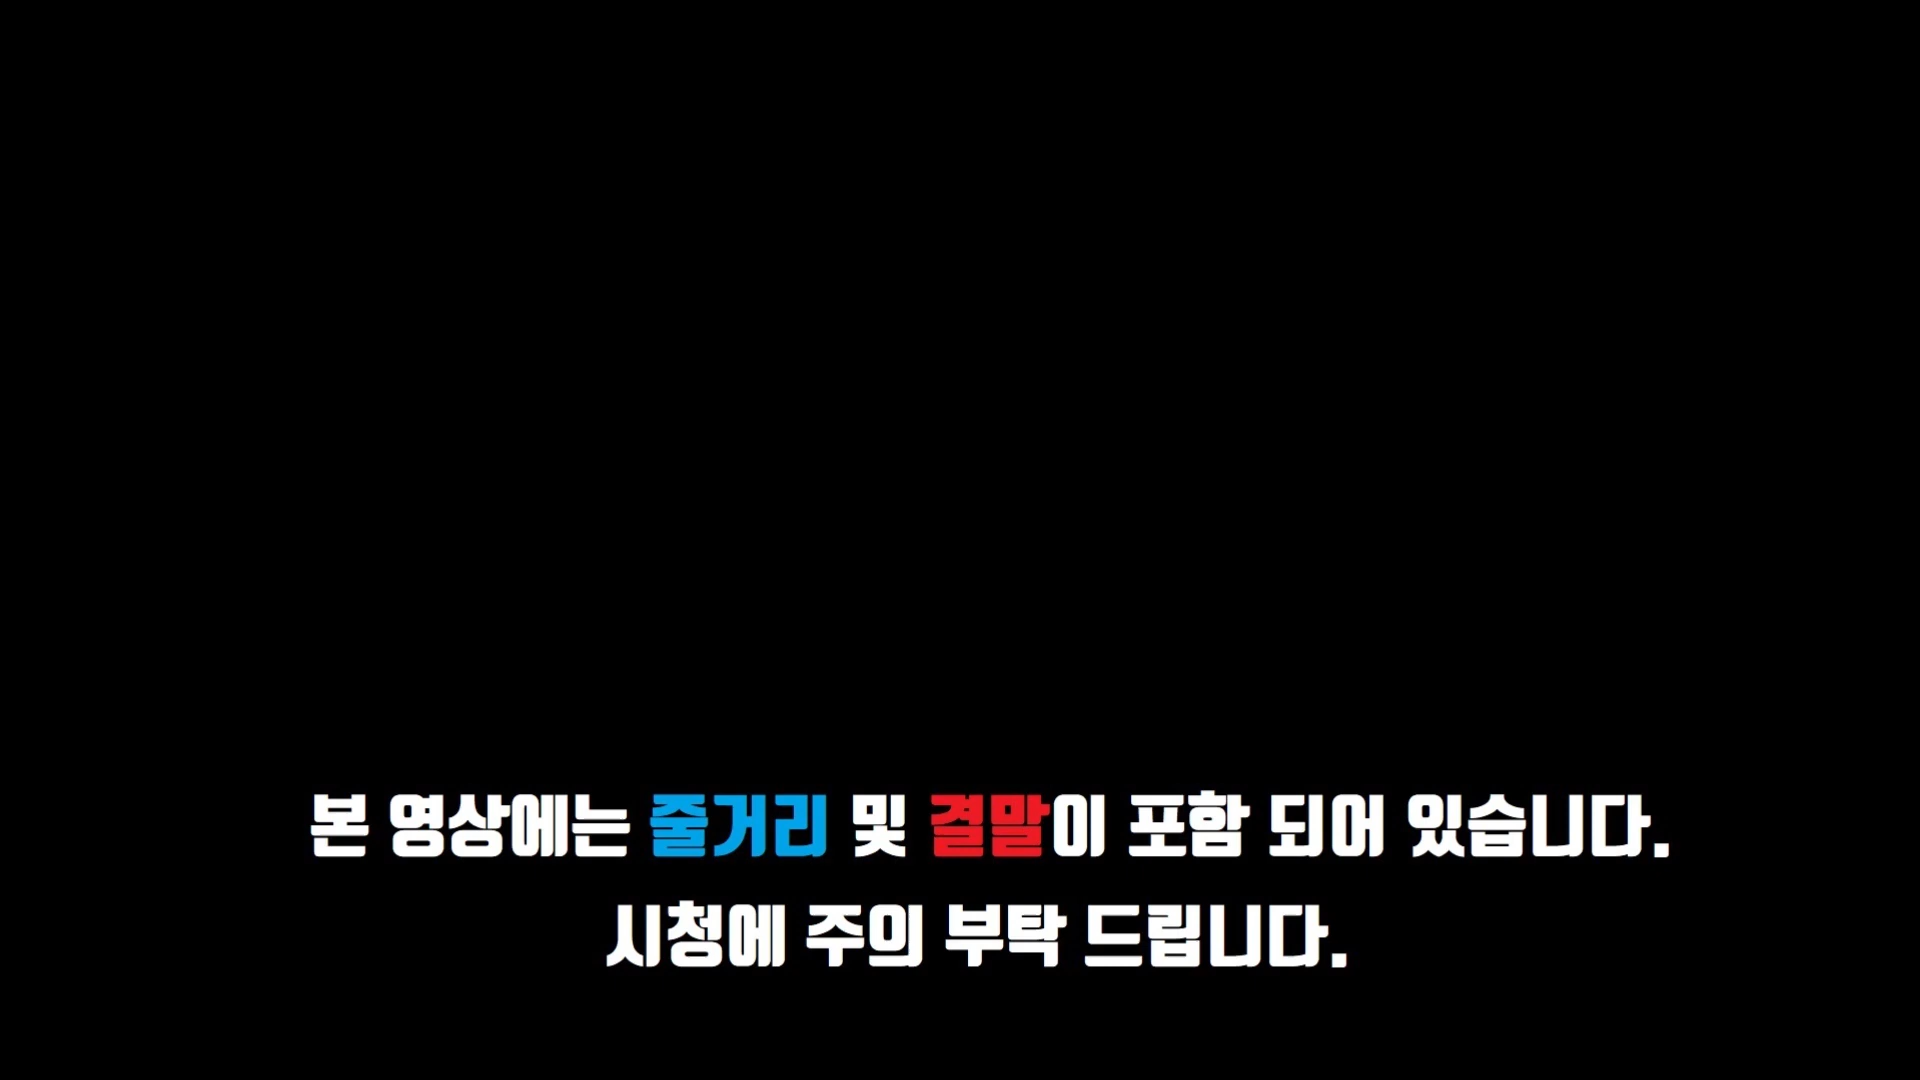 본 영상에는 줄거리 및 결말이 포함 되어 있습니다.
시청에 주의 부탁 드립니다.